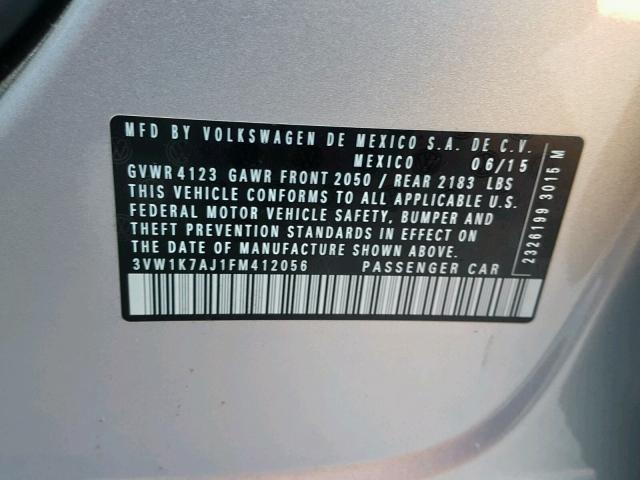 MFD BY VOLKSWAGEN DE MEXICO S.A. DE C.V.
MEXICO 06/15
GVWR 4123 GAWR FRONT 2050 / REAR 2183 LBS
THIS VEHICLE CONFORMS TO ALL APPLICABLE U.S.
FEDERAL MOTOR VEHICLE SAFETY, BUMPER AND
THEFT PREVENTION STANDARDS IN EFFECT ON
THE DATE OF MANUFACTURE SHOWN ABOVE.
3VW1K7AJ1FM412056 PASSENGER CAR
2326199 3015 M